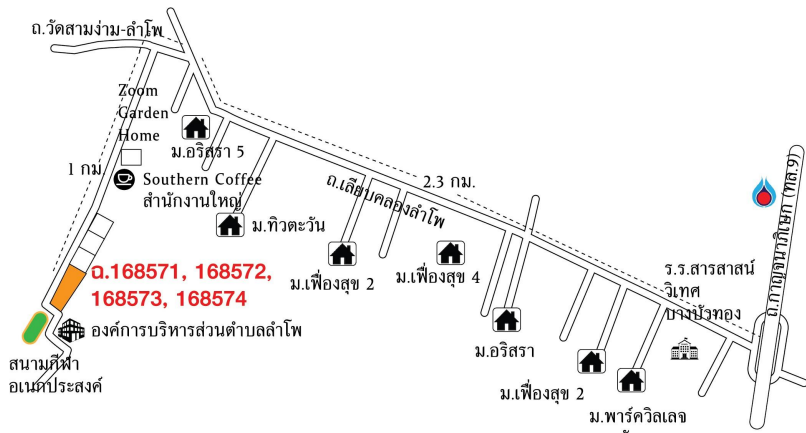 ถ.วัดสามง่าม-ลำโพ
Zoom
Garden
Home
ม.อริสรา 5
1 กม.
Southern Coffee
สำนักงานใหญ่
2.3 กม.
ถ.เลียบคลองลำโพ
ถ.กาญจนาภิเษก (ทล.9)
ม.ทิวตะวัน
ม.เฟื่องสุข 2
ม.เฟื่องสุข 4
ร.ร.สารสาสน์
วิเทศ
บางบัวทอง
ฉ.168571, 168572,
168573, 168574
องค์การบริหารส่วนตำบลลำโพ
ม.อริสรา
สนามกีฬา
อเนกประสงค์
ม.เฟื่องสุข 2
ม.พาร์ควิลเลจ